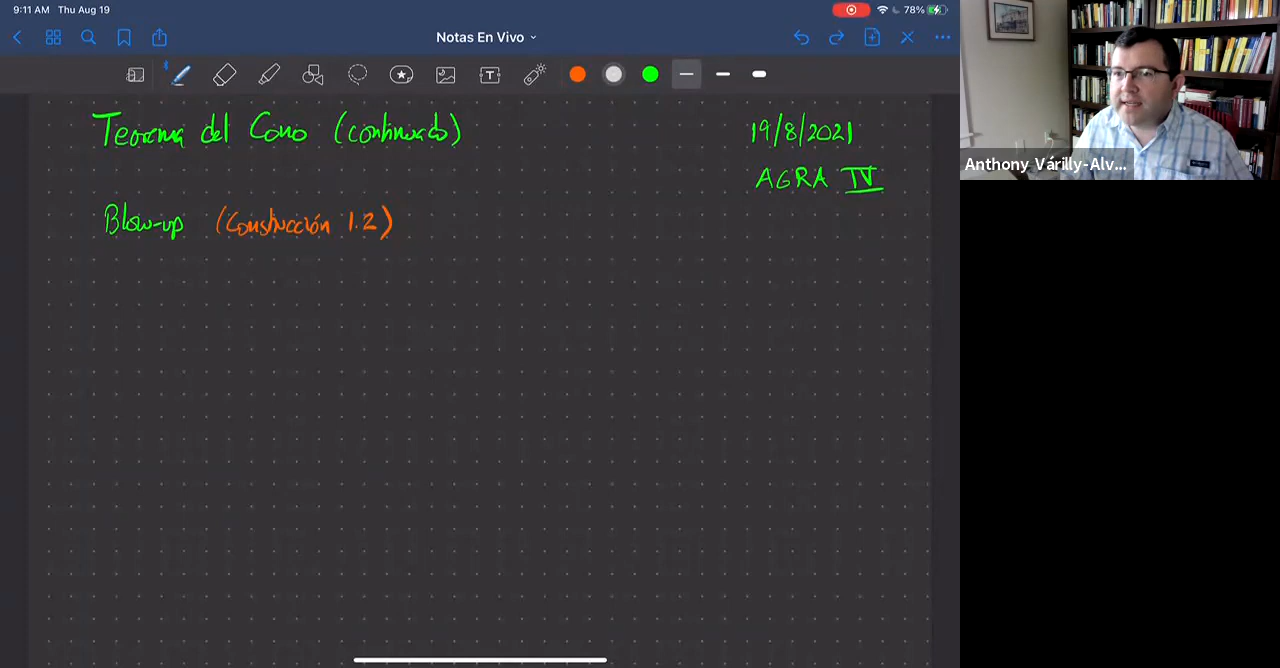 9:11 AM Thu Aug 19
78%
Notas En Vivo
Teorema del Cono (continuado)
19/8/2021
AGRA IV
Blow-up (Construcción 1.2)
Anthony Várilly-Alv...